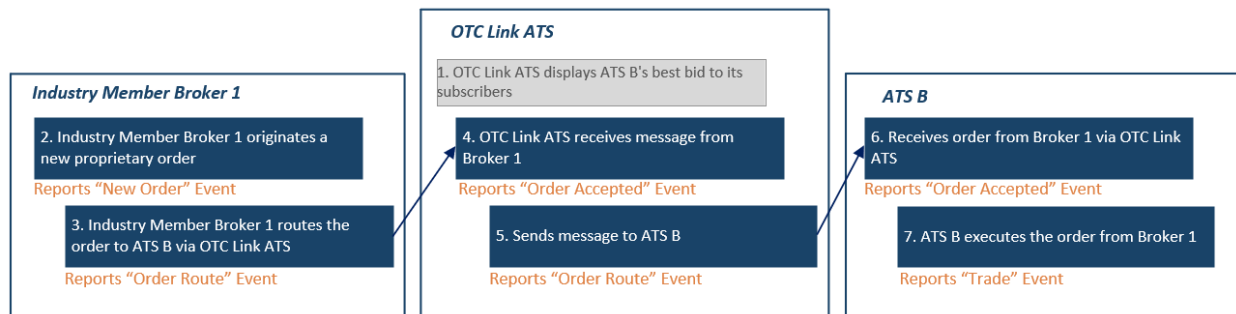 Industry Member Broker 1
2. Industry Member Broker 1 originates a
new proprietary order
Reports “New Order” Event
3. Industry Member Broker 1 routes the
order to ATS B via OTC Link ATS
Reports “Order Route” Event
OTC Link ATS
1. OTC Link ATS displays ATS B's best bid to its
subscribers
4. OTC Link ATS receives message from
Broker 1
Reports “Order Accepted” Event
5. Sends message to ATS B
Reports “Order Route” Event
ATS B
6. Receives order from Broker 1 via OTC Link
ATS
Reports “Order Accepted” Event
7. ATS B executes the order from Broker 1
Reports “Trade” Event